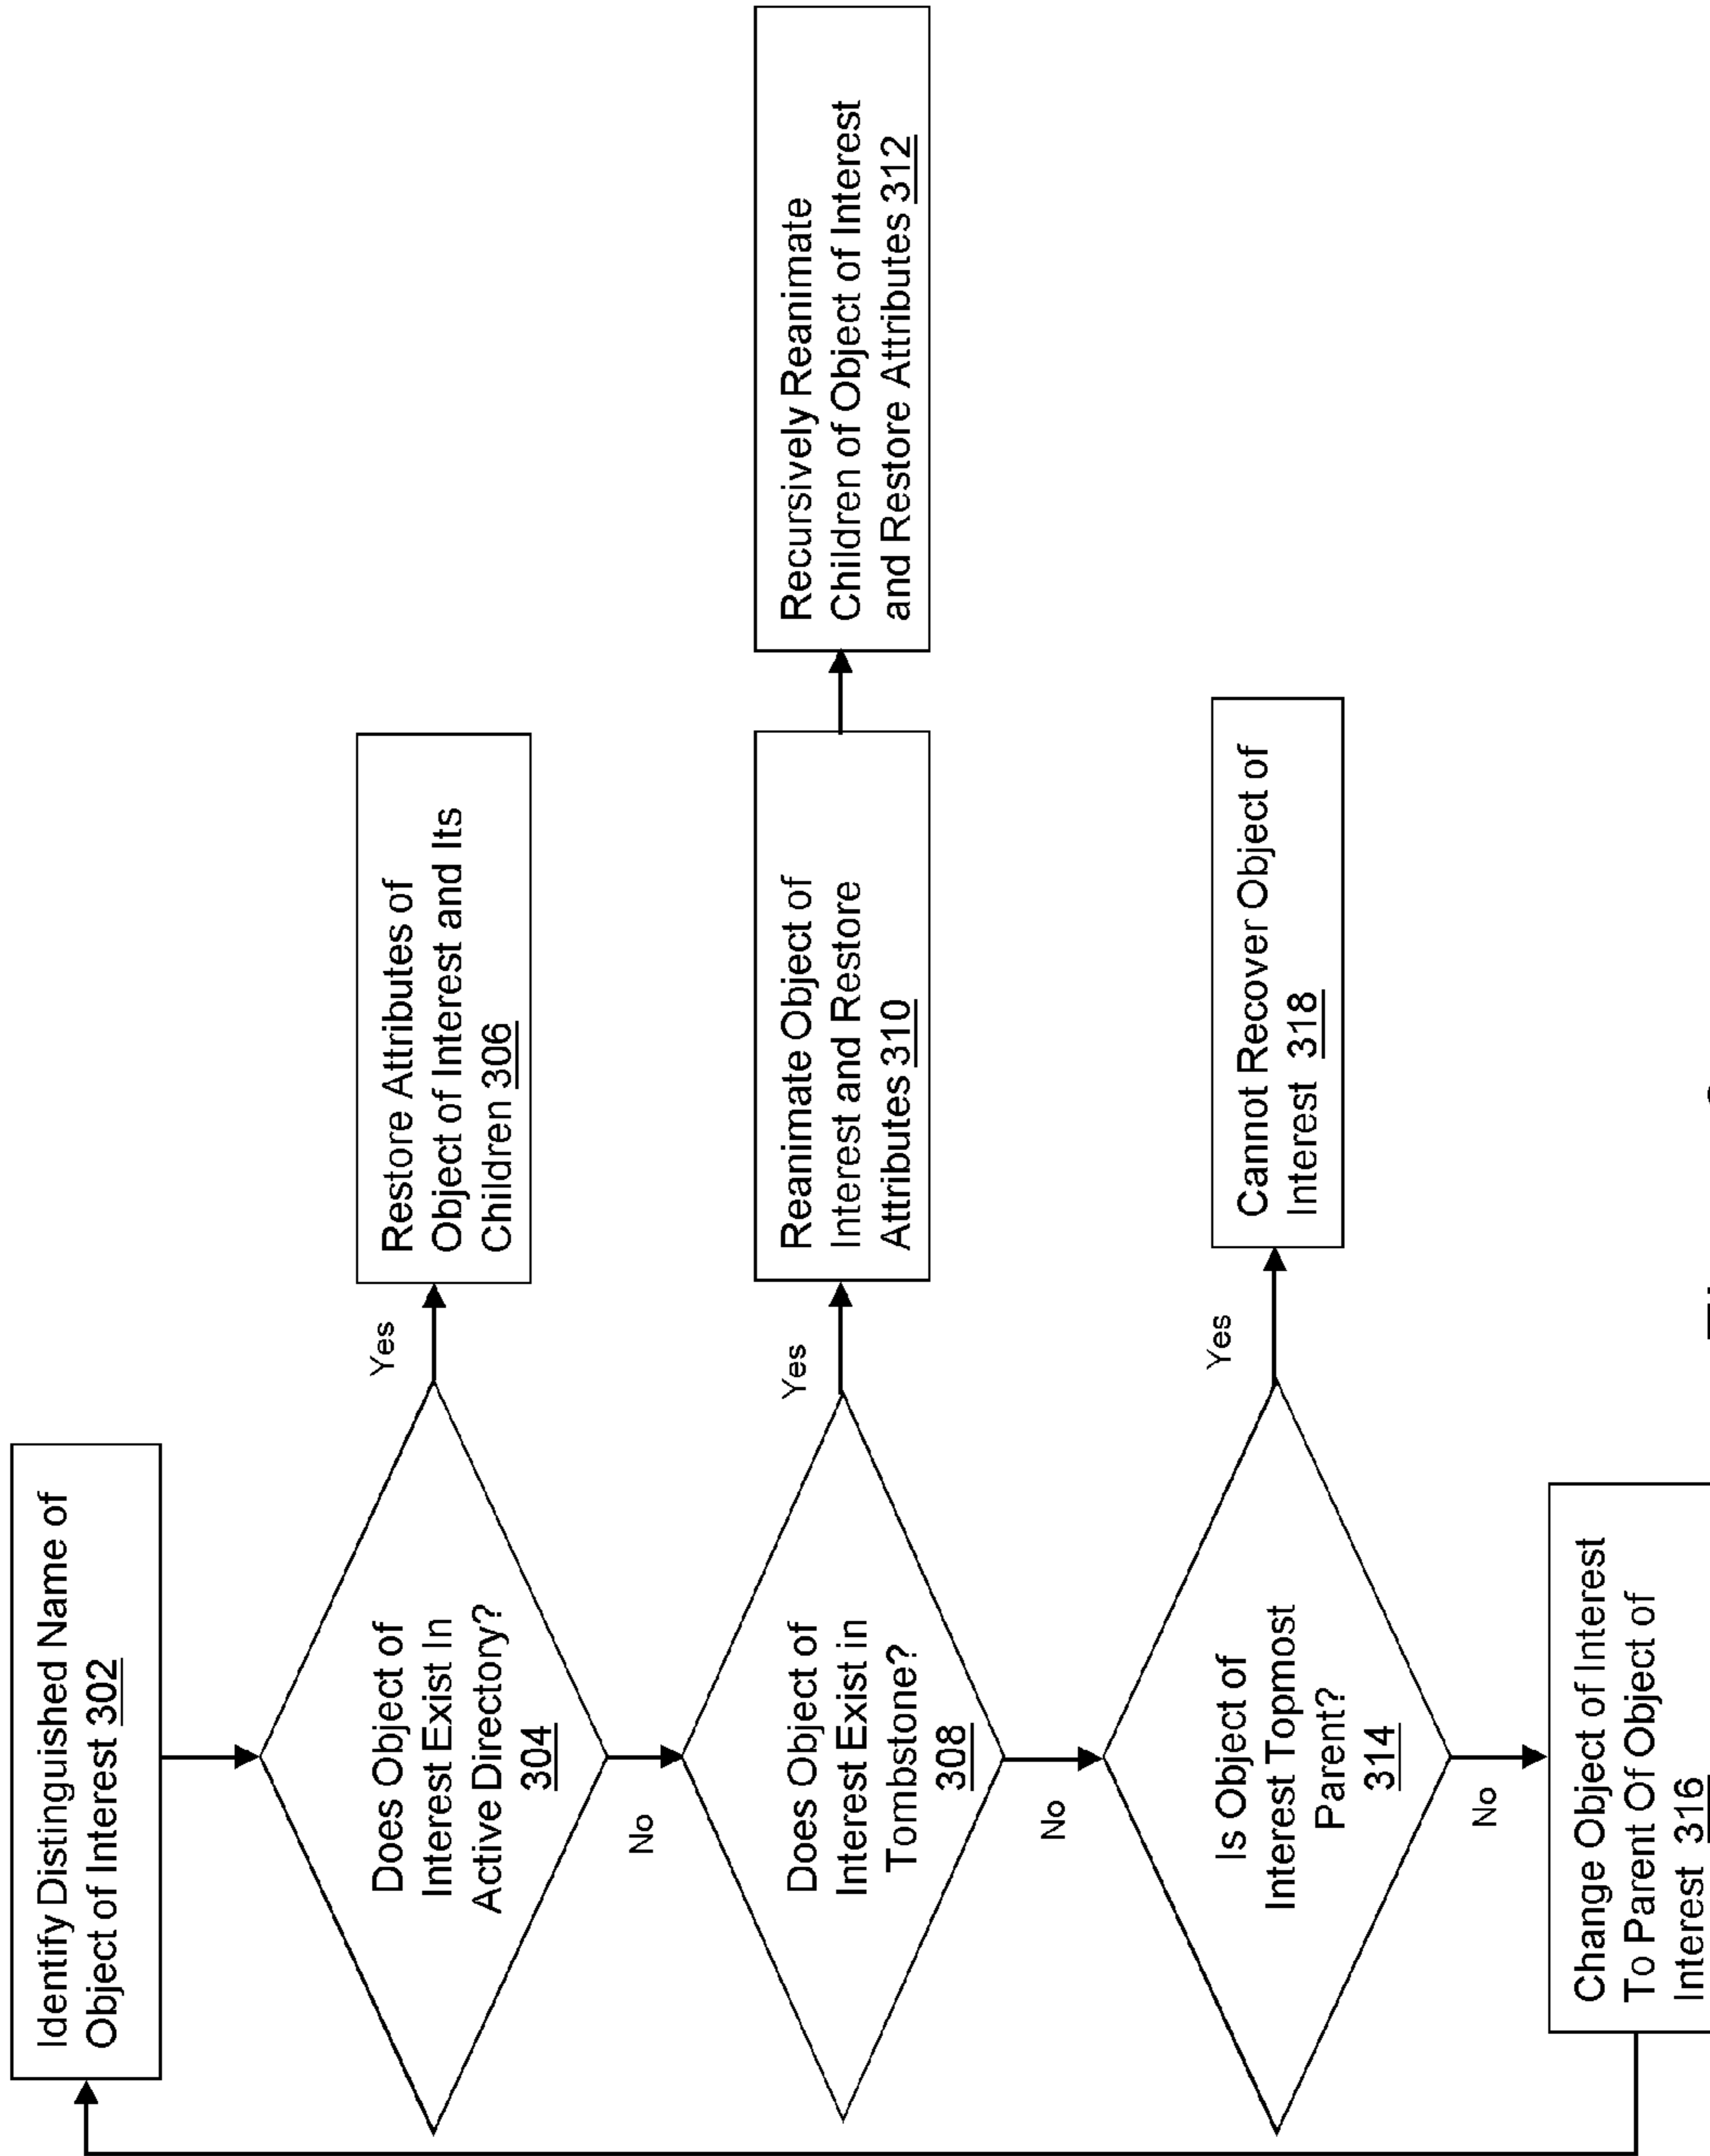 Identify Distinguished Name of
Object of Interest 302
Does Object of
Interest Exist In
Active Directory?
304
Yes
Restore Attributes of
Object of Interest and Its
Children 306
No
Does Object of
Interest Exist in
Tombstone?
308
Yes
Reanimate Object of
Interest and Restore
Attributes 310
Recursively Reanimate
Children of Object of Interest
and Restore Attributes 312
No
Is Object of
Interest Topmost
Parent?
314
Yes
Cannot Recover Object of
Interest 318
No
Change Object of Interest
To Parent Of Object of
Interest 316